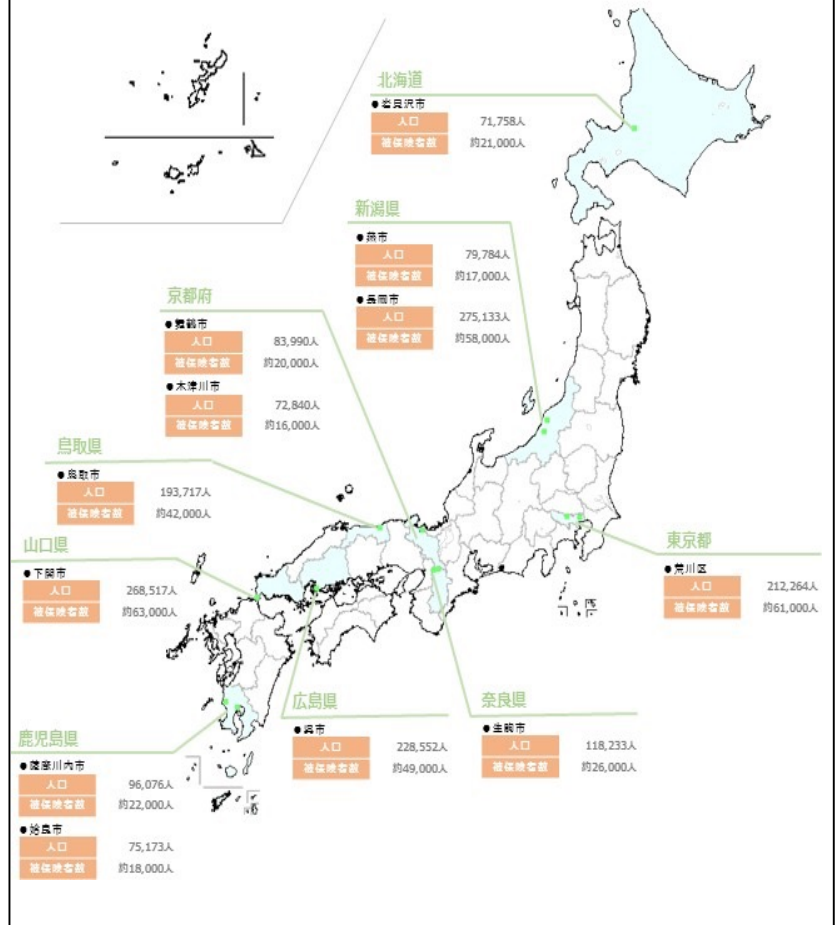 北海道
●岩見沢市
人口 71,758人
被保険者数 約21,000人
新潟県
●燕市
人口 79,784人
被保険者数 約17,000人
●長岡市
人口 275,133人
被保険者数 約58,000人
京都府
●舞鶴市
人口 83,990人
被保険者数 約20,000人
●木津川市
人口 72,840人
被保険者数 約16,000人
鳥取県
●鳥取市
人口 193,717人
被保険者数 約42,000人
山口県
●下関市
人口 268,517人
被保険者数 約63,000人
東京都
●荒川区
人口 212,264人
被保険者数 約61,000人
広島県
●呉市
人口 228,552人
被保険者数 約49,000人
奈良県
●生駒市
人口 118,233人
被保険者数 約26,000人
鹿児島県
●薩摩川内市
人口 96,076人
被保険者数 約22,000人
●姶良市
人口 75,173人
被保険者数 約18,000人